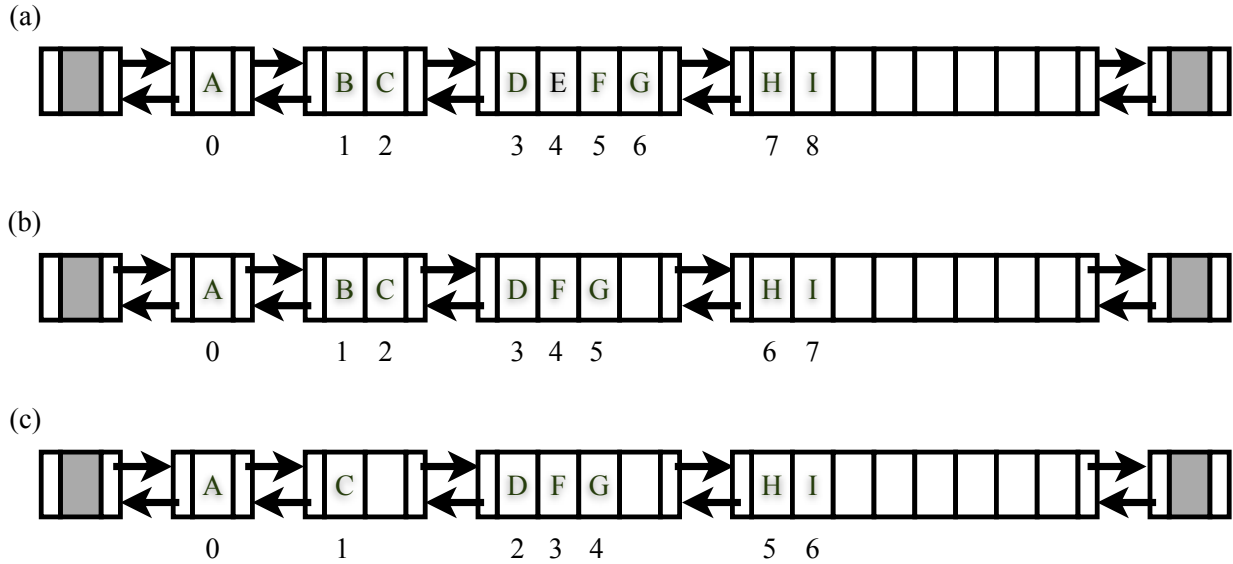 (a)
A B C D E F G H I
0 1 2 3 4 5 6 7 8
(b)
A B C D F G H I
0 1 2 3 4 5 6 7
(c)
A C D F G H I
0 1 2 3 4 5 6